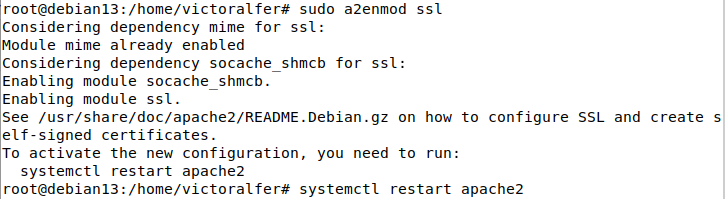 root@debian13:/home/victoralfer# sudo a2enmod ssl
Considering dependency mime for ssl:
Module mime already enabled
Considering dependency socache_shmcb for ssl:
Enabling module socache_shmcb.
Enabling module ssl.
See /usr/share/doc/apache2/README.Debian.gz on how to configure SSL and create s
elf-signed certificates.
To activate the new configuration, you need to run:
  systemctl restart apache2
root@debian13:/home/victoralfer# systemctl restart apache2